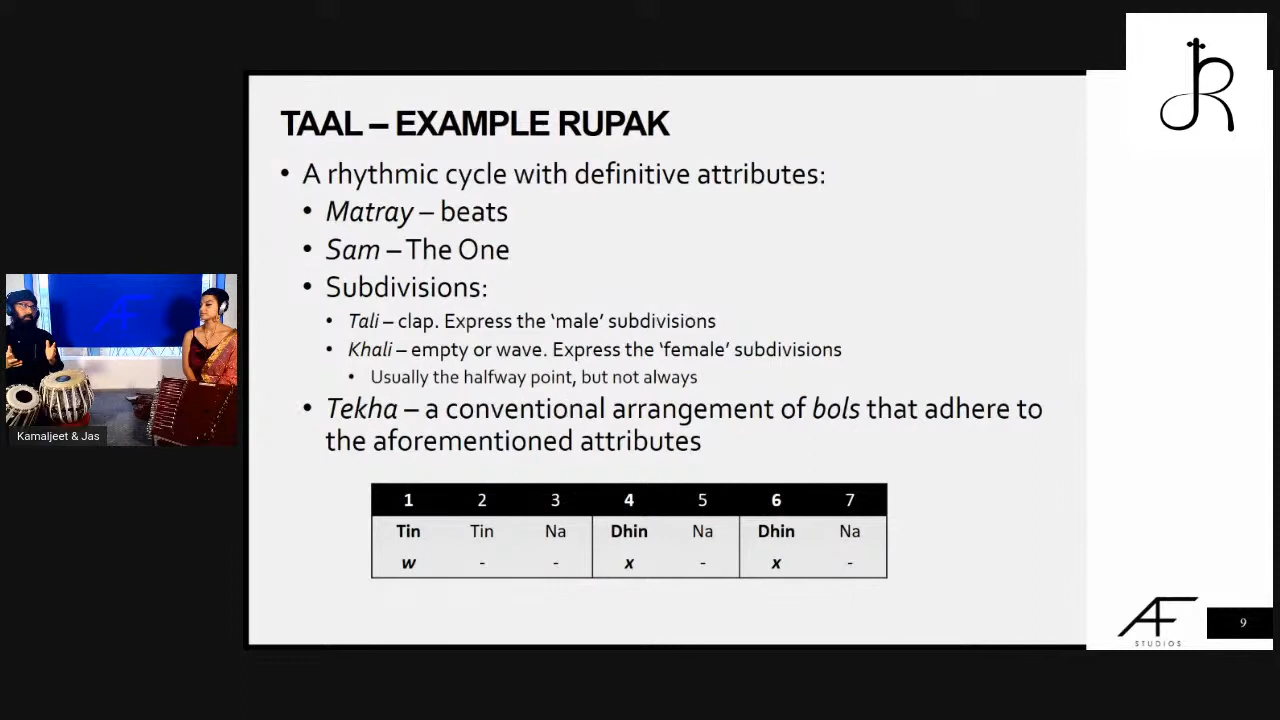 TAAL – EXAMPLE RUPAK
• A rhythmic cycle with definitive attributes:
• Matray – beats
• Sam – The One
• Subdivisions:
• Tali – clap. Express the ‘male’ subdivisions
• Khali – empty or wave. Express the ‘female’ subdivisions
• Usually the halfway point, but not always
• Tekha – a conventional arrangement of bols that adhere to
the aforementioned attributes
1 2 3 4 5 6 7
Tin Tin Na Dhin Na Dhin Na
w - - x - x -
Kamaljeet & Jas
AF
AF
STUDIOS
9